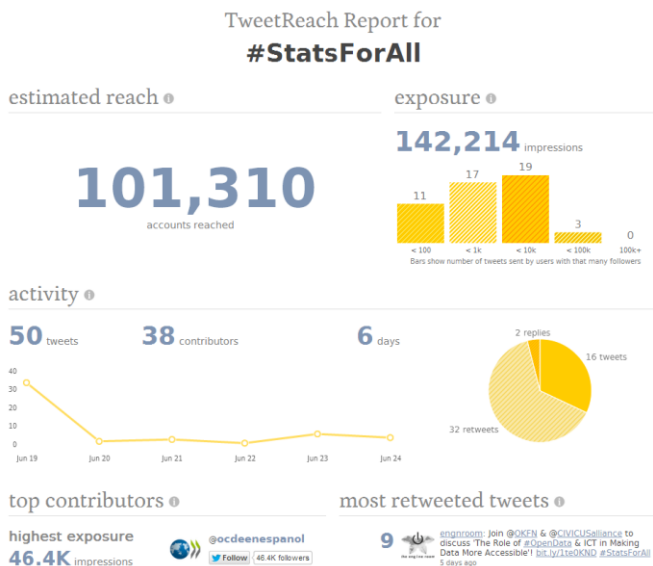 TweetReach Report for
#StatsForAll
estimated reach
exposure
101,310
accounts reached
142,214 impressions
11
17
19
3
0
< 100
< 1k
< 10k
< 100k
100k+
Bars show number of tweets sent by users with that many followers
activity
50 tweets
38 contributors
6 days
40
30
20
10
0
Jun 19
Jun 20
Jun 21
Jun 22
Jun 23
Jun 24
2 replies
16 tweets
32 retweets
top contributors
most retweeted tweets
highest exposure
46.4K impressions
@ocdeenespanol
Follow
46.4K followers
9
the engine room
engnroom: Join @OKFN & @CIVICUSalliance to
discuss 'The Role of #OpenData & ICT in Making
Data More Accessible'! bit.ly/1te0KND #StatsForAll
5 days ago